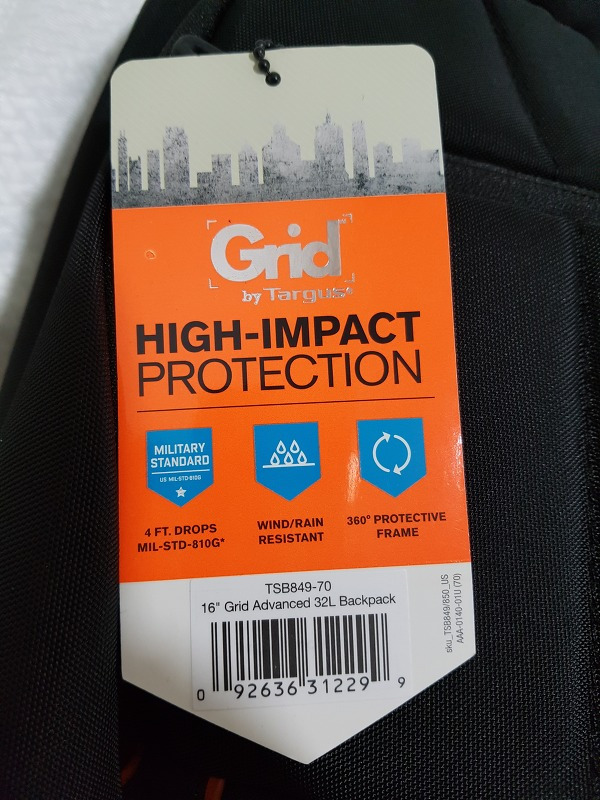 Grid
by Targus®
HIGH-IMPACT
PROTECTION
MILITARY
STANDARD
US MIL-STD-810G
4 FT. DROPS
MIL-STD-810G*
WIND/RAIN
RESISTANT
360° PROTECTIVE
FRAME
TSB849-70
16" Grid Advanced 32L Backpack
0 92636 31229 9
sku_TSB849/850_US
AAA-0140-01U (70)